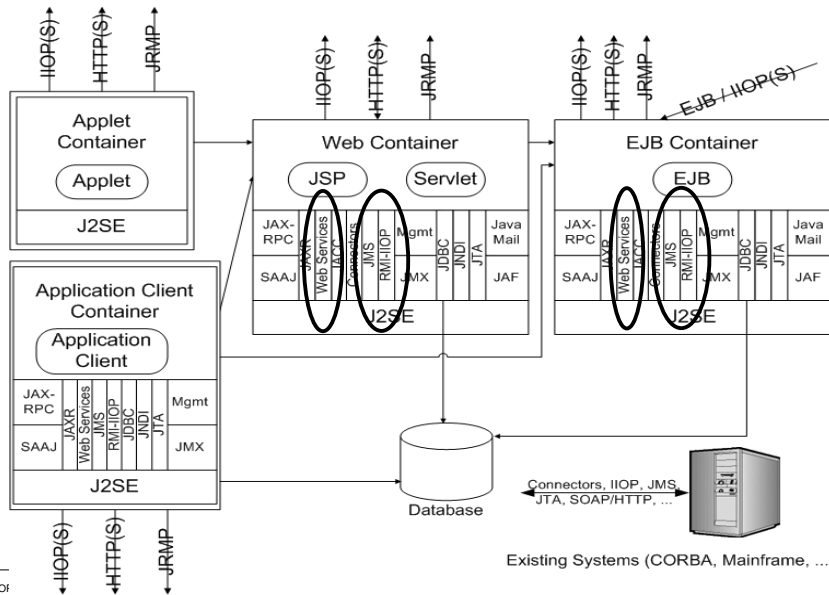 IIOP(S)
HTTP(S)
JRMP
Applet
Container
Applet
J2SE
IIOP(S)
HTTP(S)
JRMP
Web Container
JSP
Servlet
JAX-
RPC
SAAJ
JAXR
Web Services
JACC
Connectors
JMS
RMI-IIOP
Mgmt
JMX
JDBC
JNDI
JTA
Java
Mail
JAF
J2SE
IIOP(S)
HTTP(S)
JRMP
EJB / IIOP(S)
EJB Container
EJB
JAX-
RPC
SAAJ
JAXR
Web Services
JACC
Connectors
JMS
RMI-IIOP
Mgmt
JMX
JDBC
JNDI
JTA
Java
Mail
JAF
J2SE
Application Client
Container
Application
Client
JAX-
RPC
SAAJ
JAXR
Web Services
JMS
RMI-IIOP
JDBC
JNDI
JTA
Mgmt
JMX
J2SE
IIOP(S)
HTTP(S)
JRMP
Database
Connectors, IIOP, JMS,
JTA, SOAP/HTTP, ...
Existing Systems (CORBA, Mainframe, ...